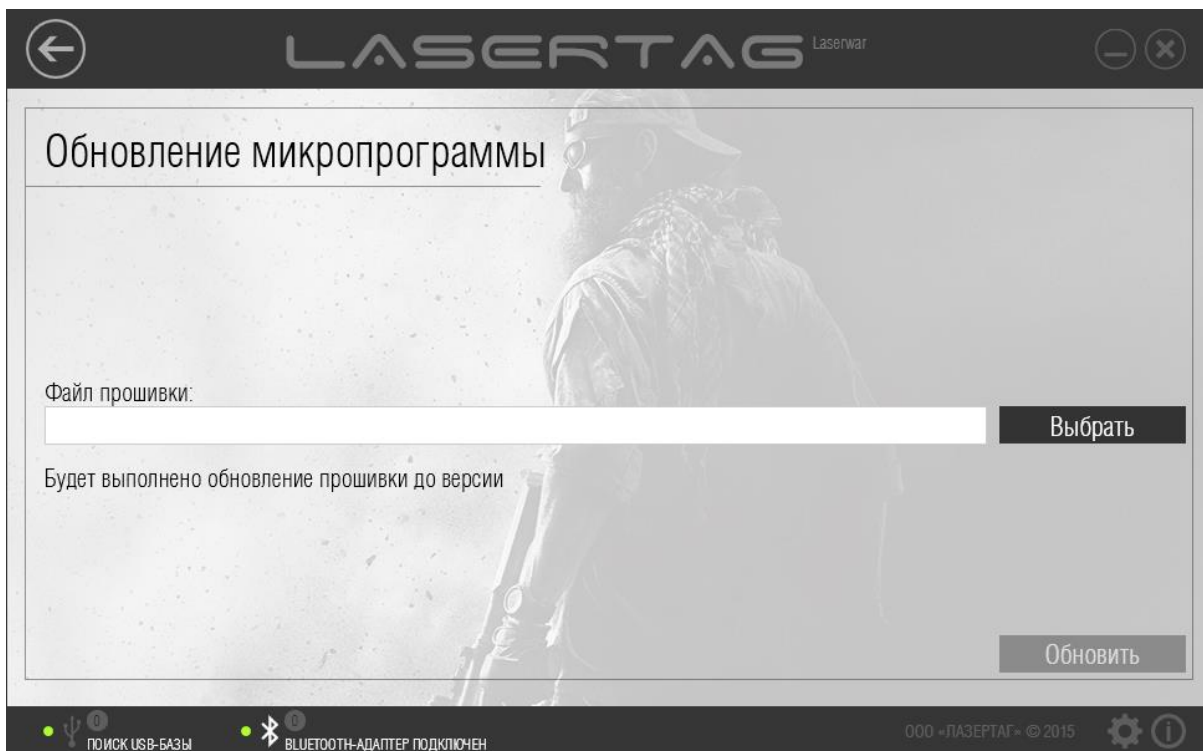 LASERTAG Laserwar
Обновление микропрограммы
Файл прошивки:
Выбрать
Будет выполнено обновление прошивки до версии
Обновить
0
ПОИСК USB-БАЗЫ
0
BLUETOOTH-АДАПТЕР ПОДКЛЮЧЕН
ООО «ЛАЗЕРТАГ» © 2015